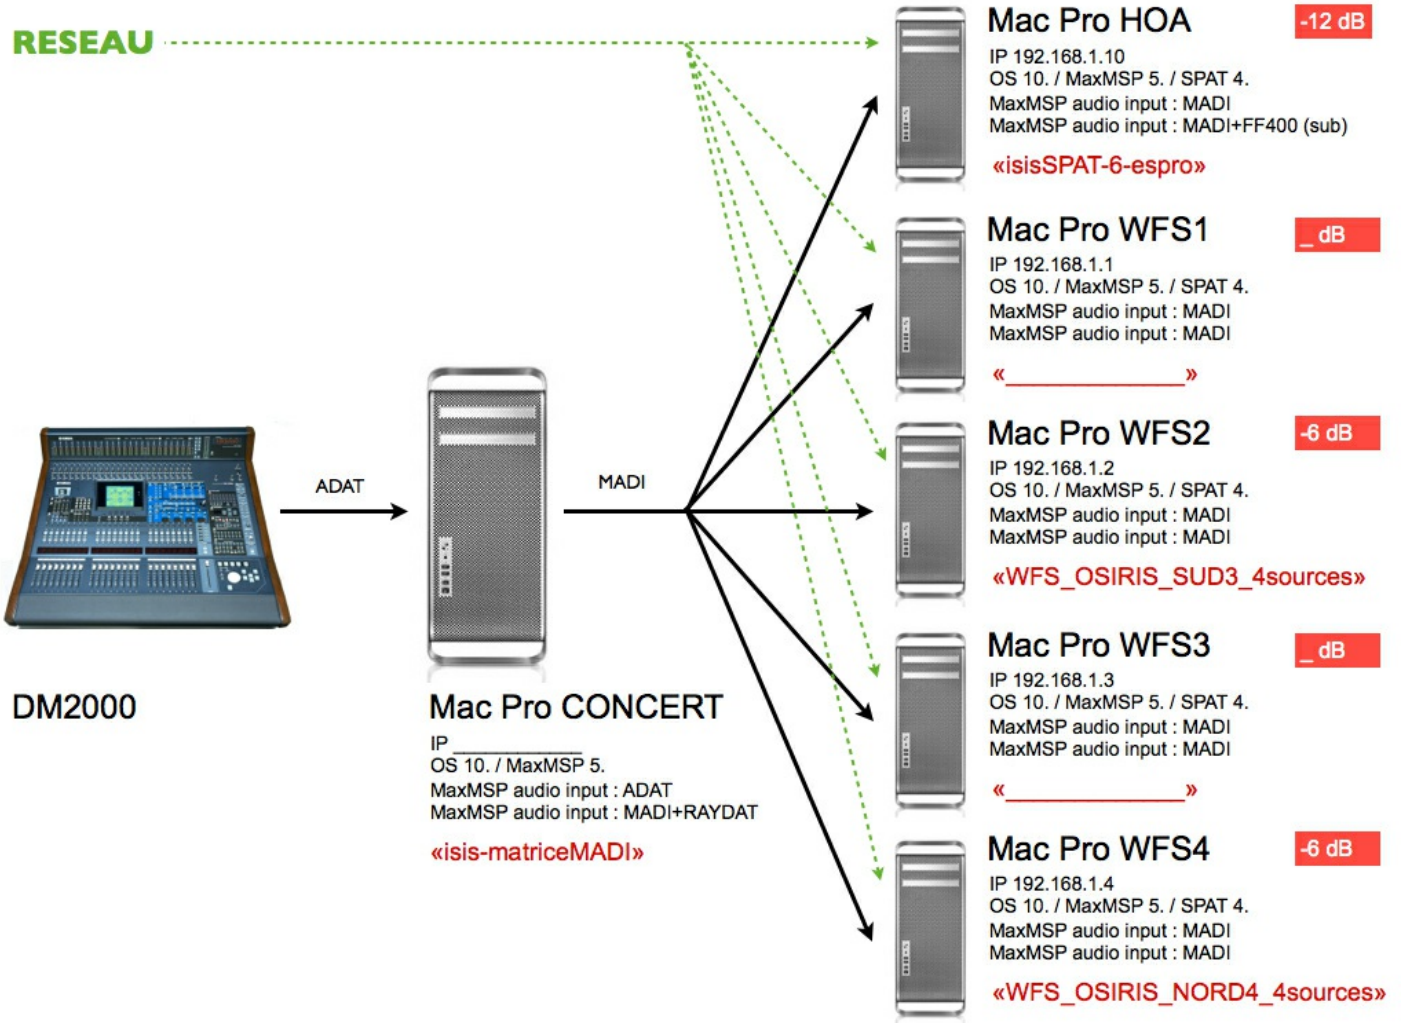 RESEAU
Mac Pro HOA
-12 dB
IP 192.168.1.10
OS 10. / MaxMSP 5. / SPAT 4.
MaxMSP audio input : MADI
MaxMSP audio input : MADI+FF400 (sub)
«isisSPAT-6-espro»
Mac Pro WFS1
_ dB
IP 192.168.1.1
OS 10. / MaxMSP 5. / SPAT 4.
MaxMSP audio input : MADI
MaxMSP audio input : MADI
«_____________»
Mac Pro WFS2
-6 dB
IP 192.168.1.2
OS 10. / MaxMSP 5. / SPAT 4.
MaxMSP audio input : MADI
MaxMSP audio input : MADI
«WFS_OSIRIS_SUD3_4sources»
ADAT
MADI
Mac Pro WFS3
_ dB
IP 192.168.1.3
OS 10. / MaxMSP 5. / SPAT 4.
MaxMSP audio input : MADI
MaxMSP audio input : MADI
«_____________»
DM2000
Mac Pro CONCERT
IP ____________
OS 10. / MaxMSP 5.
MaxMSP audio input : ADAT
MaxMSP audio input : MADI+RAYDAT
«isis-matriceMADI»
Mac Pro WFS4
-6 dB
IP 192.168.1.4
OS 10. / MaxMSP 5. / SPAT 4.
MaxMSP audio input : MADI
MaxMSP audio input : MADI
«WFS_OSIRIS_NORD4_4sources»